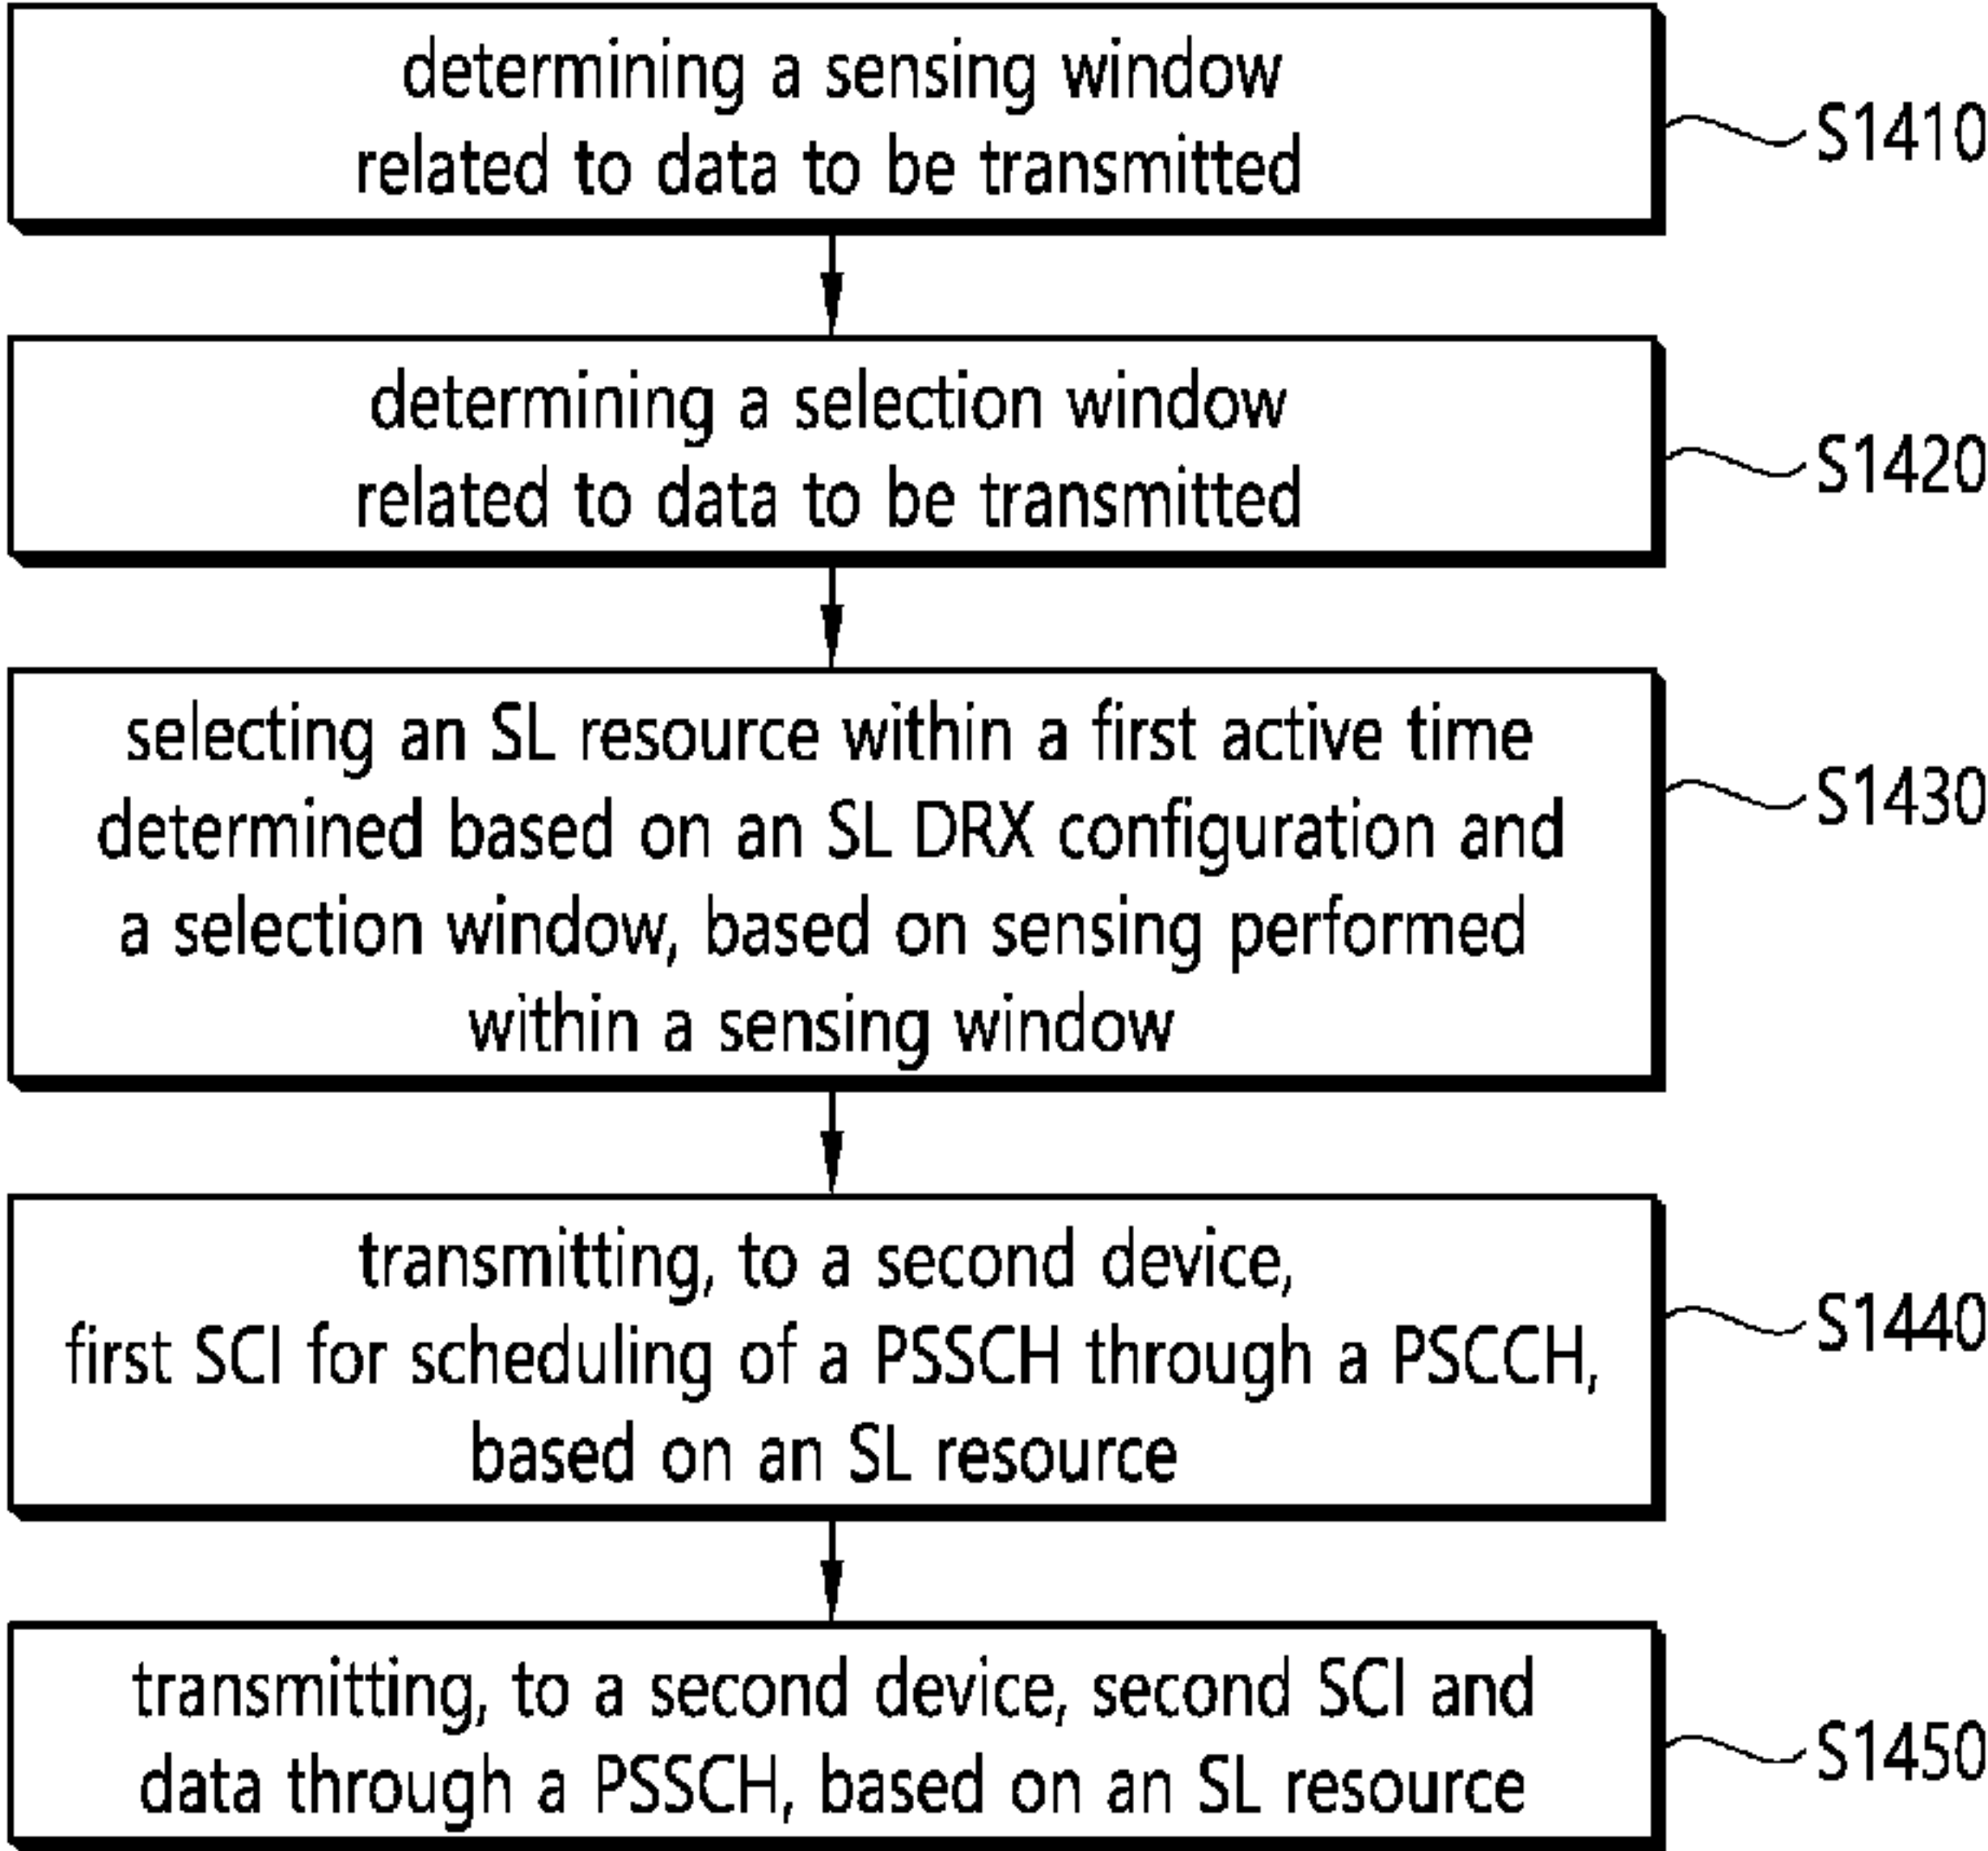 determining a sensing window
related to data to be transmitted
S1410
determining a selection window
related to data to be transmitted
S1420
selecting an SL resource within a first active time
determined based on an SL DRX configuration and
a selection window, based on sensing performed
within a sensing window
S1430
transmitting, to a second device,
first SCI for scheduling of a PSSCH through a PSCCH,
based on an SL resource
S1440
transmitting, to a second device, second SCI and
data through a PSSCH, based on an SL resource
S1450